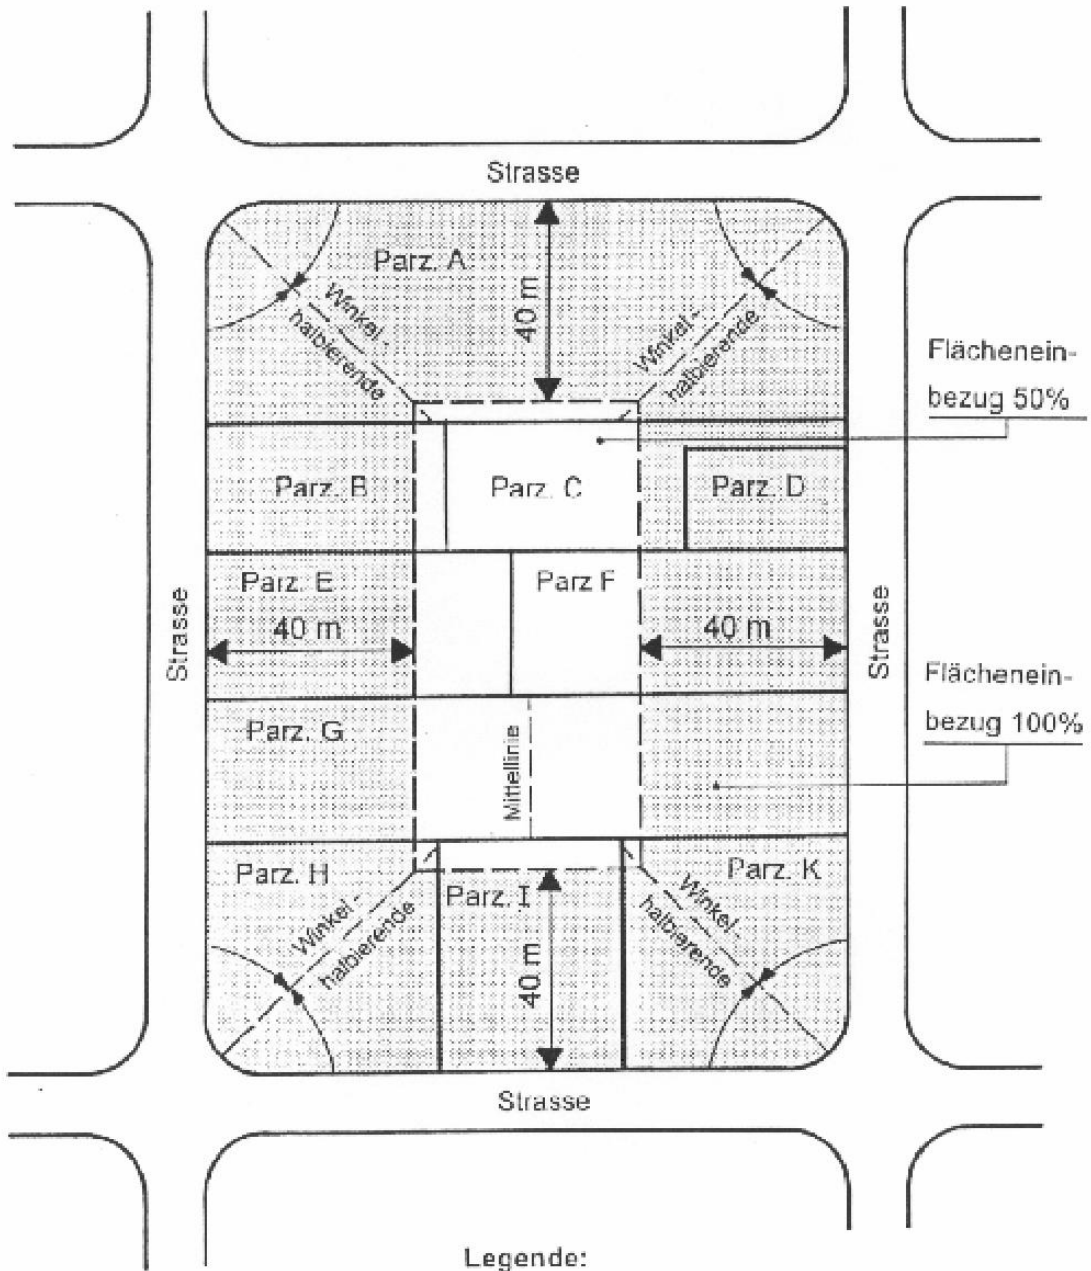 Strasse
Parz. A
40 m
Winkel-
halbierende
Winkel-
halbierende
Flächenein-
bezug 50%
Parz. B
Parz. C
Parz. D
Parz. E
Parz F
40 m
40 m
Strasse
Strasse
Flächenein-
bezug 100%
Parz. G
Mittellinie
Parz. H
Parz. I
Parz. K
Winkel-
halbierende
Winkel-
halbierende
40 m
Strasse
Legende: